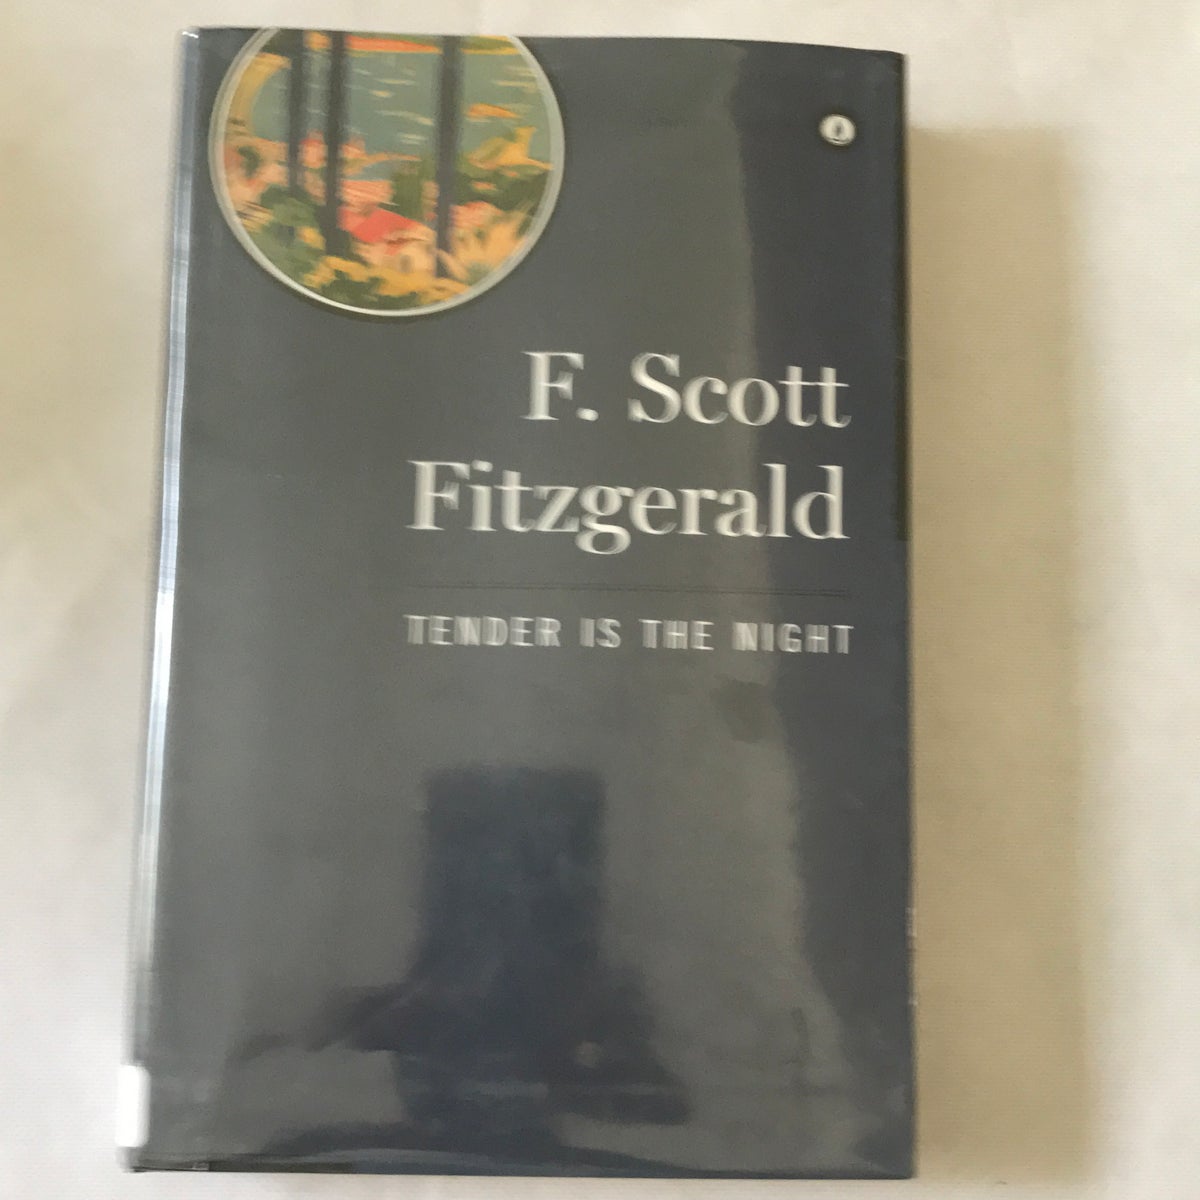 F. Scott
Fitzgerald
TENDER IS THE NIGHT